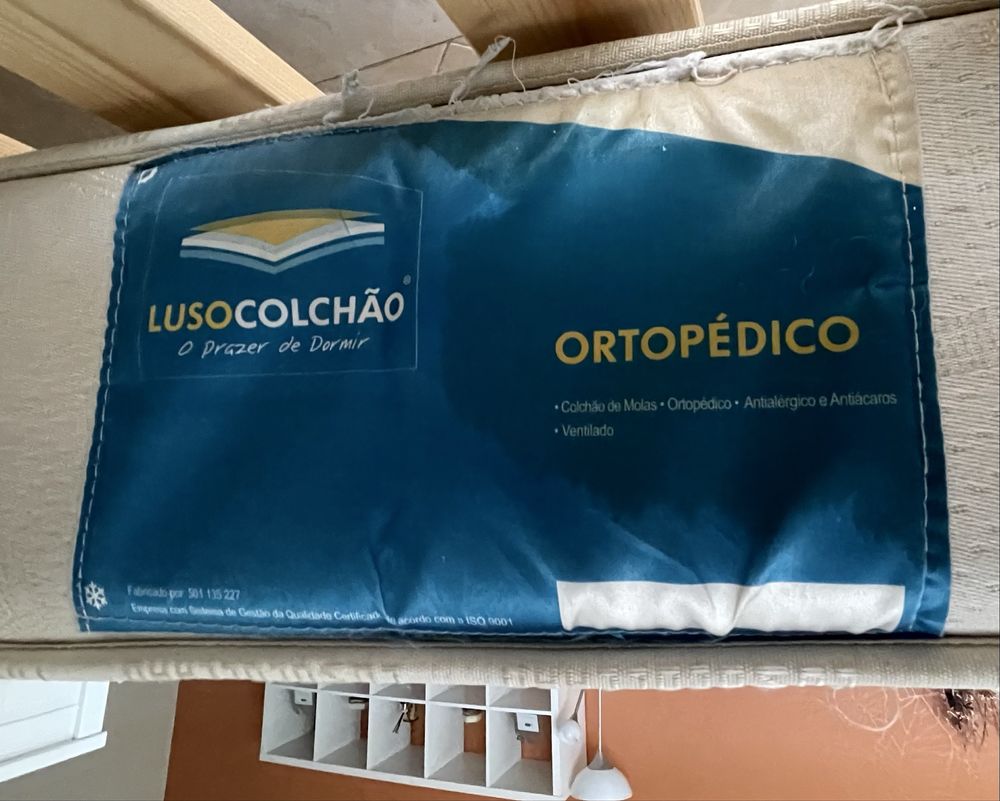 LUSOCOLCHÃO®
O Prazer de Dormir
ORTOPÉDICO
• Colchão de Molas • Ortopédico • Antialérgico e Antiácaros
• Ventilado
Fabricado por 501 135 227
Empresa com Sistema de Gestão da Qualidade Certificado de acordo com a ISO 9001